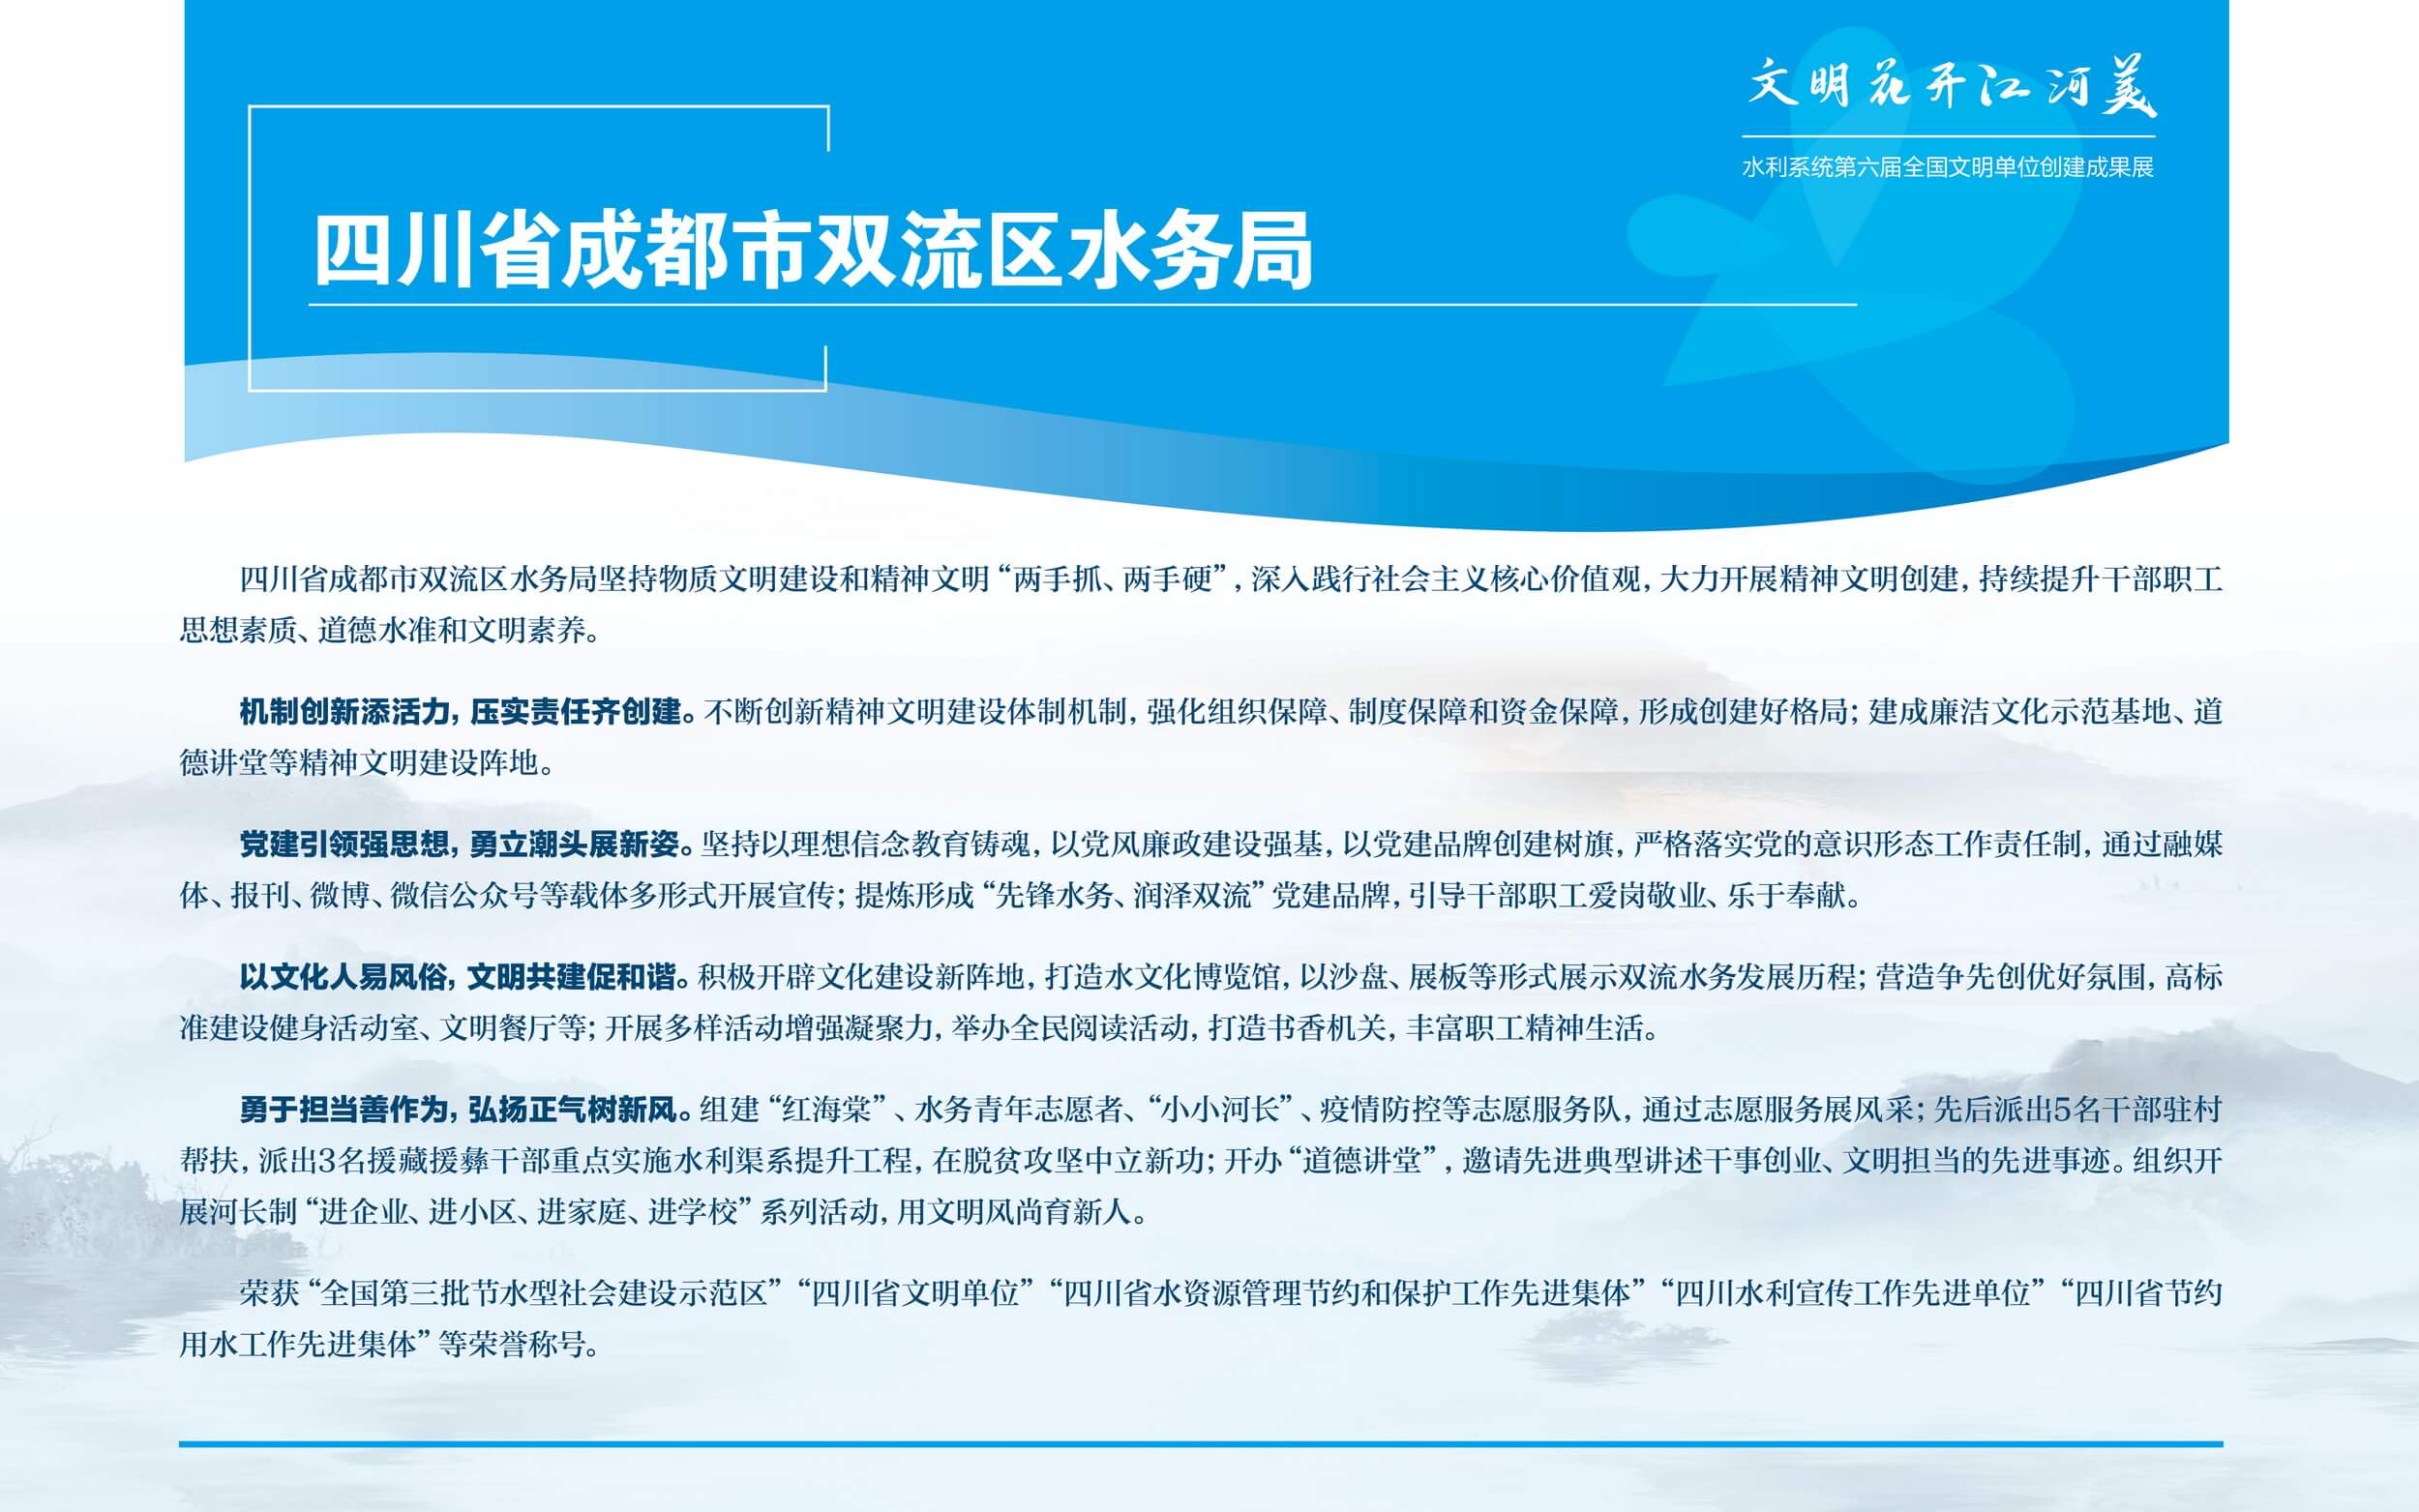 文明花开江河美
水利系统第六届全国文明单位创建成果展
四川省成都市双流区水务局
四川省成都市双流区水务局坚持物质文明建设和精神文明“两手抓、两手硬”，深入践行社会主义核心价值观，大力开展精神文明创建，持续提升干部职工
思想素质、道德水准和文明素养。
机制创新添活力，压实责任齐创建。不断创新精神文明建设体制机制，强化组织保障、制度保障和资金保障，形成创建好格局；建成廉洁文化示范基地、道
德讲堂等精神文明建设阵地。
党建引领强思想，勇立潮头展新姿。坚持以理想信念教育铸魂，以党风廉政建设强基，以党建品牌创建树旗，严格落实党的意识形态工作责任制，通过融媒
体、报刊、微博、微信公众号等载体多形式开展宣传；提炼形成“先锋水务、润泽双流”党建品牌，引导干部职工爱岗敬业、乐于奉献。
以文化人易风俗，文明共建促和谐。积极开辟文化建设新阵地，打造水文化博览馆，以沙盘、展板等形式展示双流水务发展历程；营造争先创优好氛围，高标
准建设健身活动室、文明餐厅等；开展多样活动增强凝聚力，举办全民阅读活动，打造书香机关，丰富职工精神生活。
勇于担当善作为，弘扬正气树新风。组建“红海棠”、水务青年志愿者、“小小河长”、疫情防控等志愿服务队，通过志愿服务展风采；先后派出5名干部驻村
帮扶，派出3名援藏援彝干部重点实施水利渠系提升工程，在脱贫攻坚中立新功；开办“道德讲堂”，邀请先进典型讲述干事创业、文明担当的先进事迹。组织开
展河长制“进企业、进小区、进家庭、进学校”系列活动，用文明风尚育新人。
荣获“全国第三批节水型社会建设示范区”“四川省文明单位”“四川省水资源管理节约和保护工作先进集体”“四川水利宣传工作先进单位”“四川省节约
用水工作先进集体”等荣誉称号。